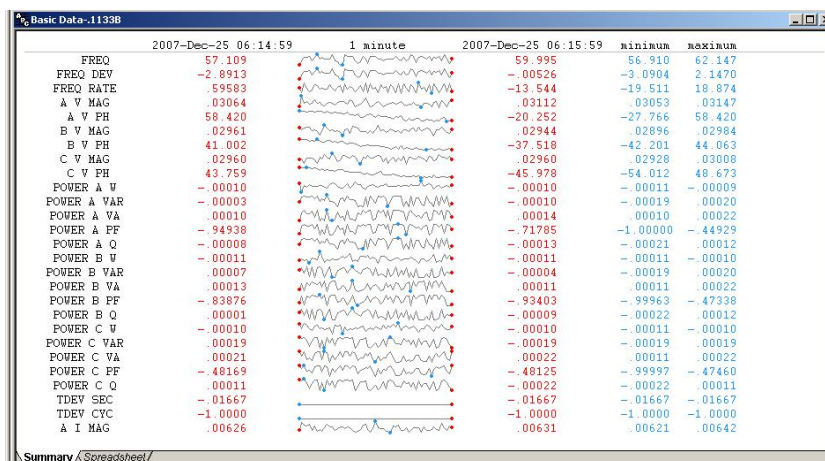 Basic Data-.1133B
2007-Dec-25 06:14:59 1 minute 2007-Dec-25 06:15:59 minimum maximum
FREQ 57.109 59.995 56.910 62.147
FREQ DEV -2.8913 -.00526 -3.0904 2.1470
FREQ RATE .59583 -13.544 -19.511 18.874
A V MAG .03064 .03112 .03053 .03147
A V PH 58.420 -20.252 -27.766 58.420
B V MAG .02961 .02944 .02896 .02984
B V PH 41.002 -37.518 -42.201 44.063
C V MAG .02960 .02960 .02928 .03008
C V PH 43.759 -45.978 -54.012 48.673
POWER A W -.00010 -.00010 -.00011 -.00009
POWER A VAR -.00003 -.00010 -.00019 .00020
POWER A VA .00010 .00014 .00010 .00022
POWER A PF -.94938 -.71785 -1.00000 -.44929
POWER A Q -.00008 -.00013 -.00021 .00012
POWER B W -.00011 -.00011 -.00011 -.00010
POWER B VAR .00007 -.00004 -.00019 .00020
POWER B VA .00013 .00011 .00011 .00022
POWER B PF -.83876 -.93403 -.99963 -.47338
POWER B Q .00001 -.00009 -.00022 .00012
POWER C W -.00010 -.00010 -.00011 -.00010
POWER C VAR .00019 -.00019 -.00019 .00019
POWER C VA .00021 .00022 .00011 .00022
POWER C PF -.48169 -.48125 -.99997 -.47460
POWER C Q .00011 -.00022 -.00022 .00011
TDEV SEC -.01667 -.01667 -.01667 -.01667
TDEV CYC -1.0000 -1.0000 -1.0000 -1.0000
A I MAG .00626 .00631 .00621 .00642
Summary Spreadsheet